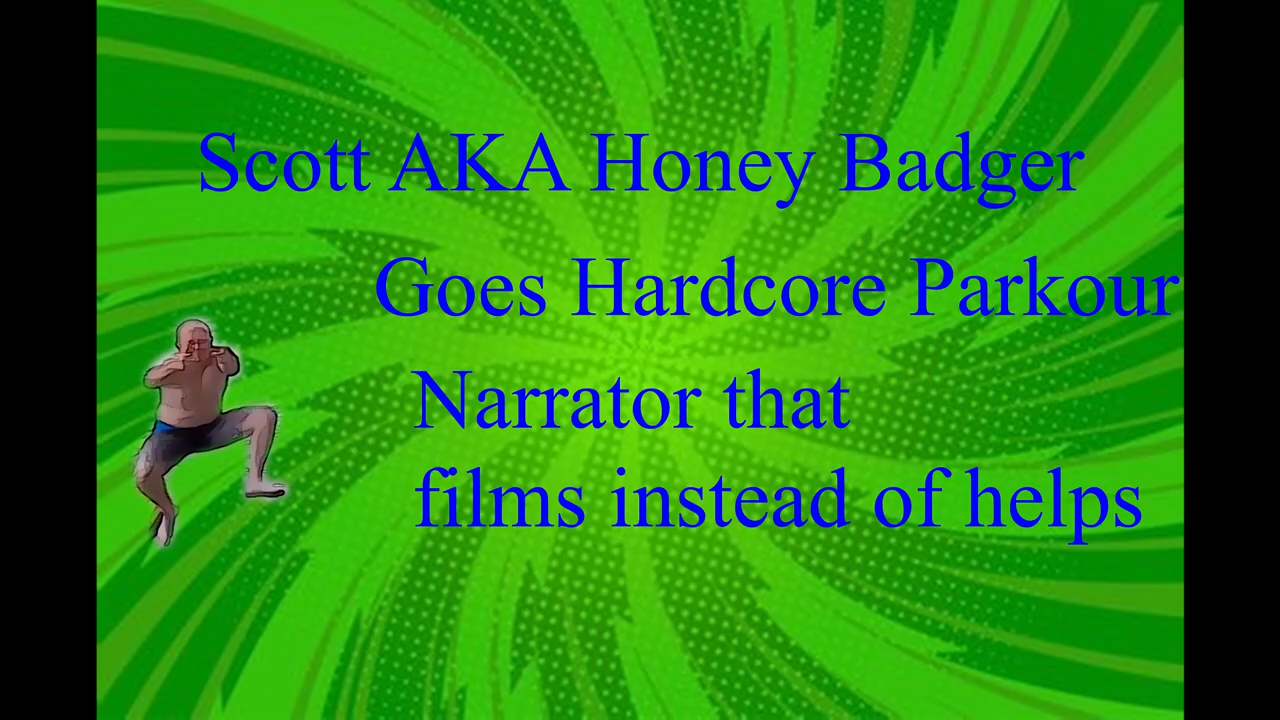 Scott AKA Honey Badger
Goes Hardcore Parkour
Narrator that
films instead of helps